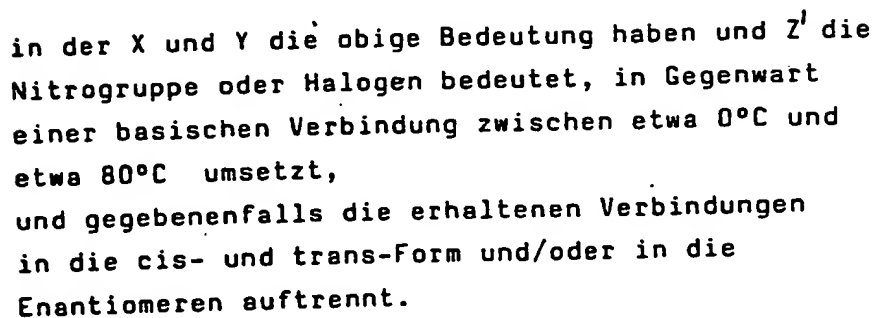 in der X und Y die obige Bedeutung haben und Z' die
Nitrogruppe oder Halogen bedeutet, in Gegenwart
einer basischen Verbindung zwischen etwa 0°C und
etwa 80°C umsetzt,
und gegebenenfalls die erhaltenen Verbindungen
in die cis- und trans-Form und/oder in die
Enantiomeren auftrennt.